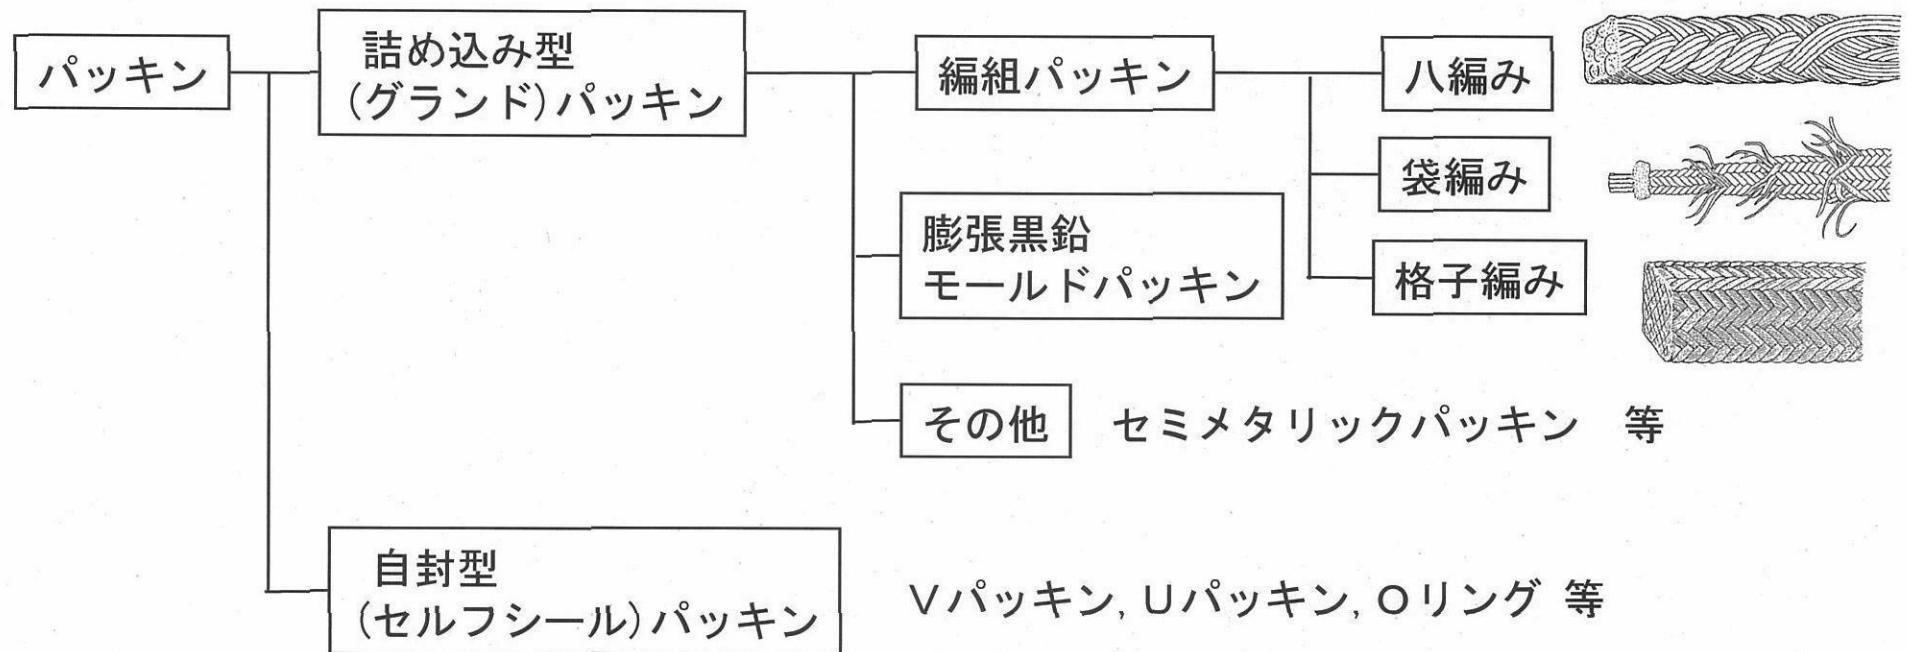 パッキン
詰め込み型
(グランド)パッキン
編組パッキン
八編み
袋編み
格子編み
膨張黒鉛
モールドパッキン
その他
セミメタリックパッキン 等
自封型
(セルフシール)パッキン
Vパッキン, Uパッキン, Oリング 等